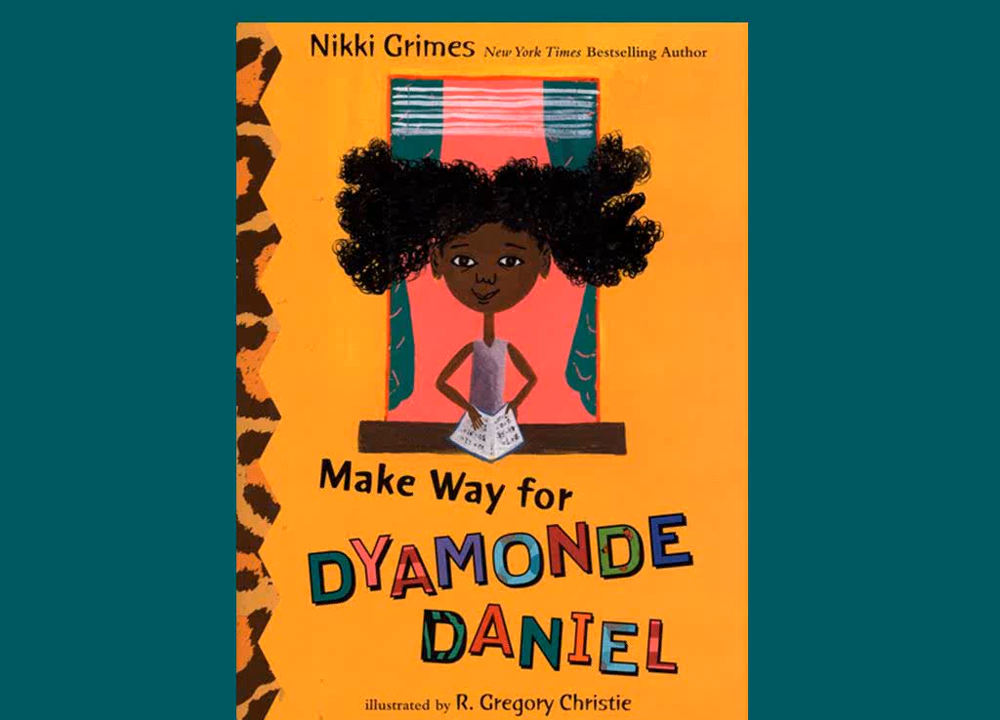 Nikki Grimes New York Times Bestselling Author
Make Way for
DYAMONDE
DANIEL
illustrated by R. Gregory Christie